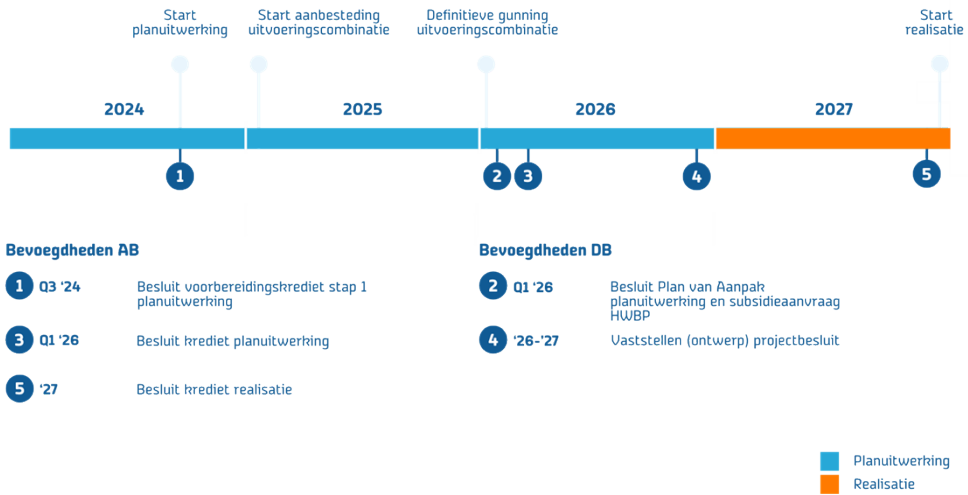 Start
planuitwerking
Start aanbesteding
uitvoeringscombinatie
Definitieve gunning
uitvoeringscombinatie
Start
realisatie
2024
2025
2026
2027
1
2
3
4
5
Bevoegdheden AB
1 Q3 ‘24 Besluit voorbereidingskrediet stap 1
planuitwerking
3 Q1 ‘26 Besluit krediet planuitwerking
5 ‘27 Besluit krediet realisatie
Bevoegdheden DB
2 Q1 ‘26 Besluit Plan van Aanpak
planuitwerking en subsidieaanvraag
HWBP
4 ‘26-’27 Vaststellen (ontwerp) projectbesluit
Planuitwerking
Realisatie